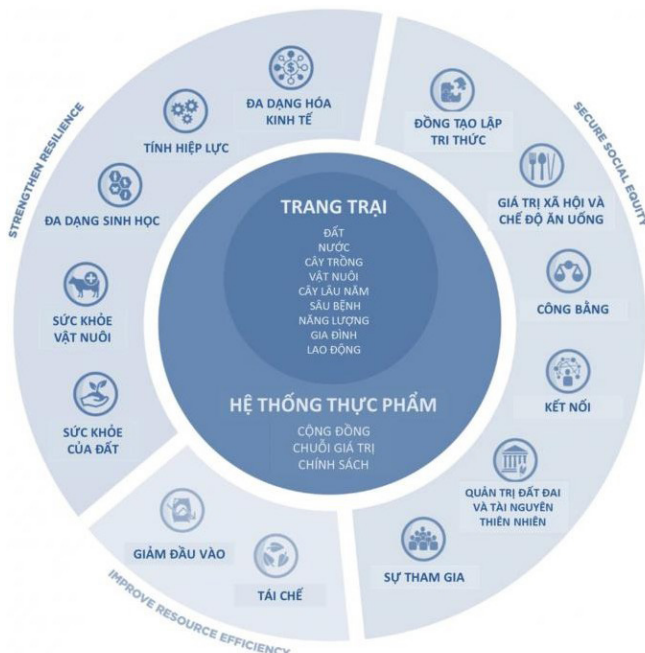 STRENGTHEN RESILIENCE
ĐA DẠNG HÓA
KINH TẾ
TÍNH HIỆP LỰC
ĐA DẠNG SINH HỌC
SỨC KHỎE
VẬT NUÔI
SỨC KHỎE
CỦA ĐẤT
SECURE SOCIAL EQUITY
ĐỒNG TẠO LẬP
TRI THỨC
GIÁ TRỊ XÃ HỘI VÀ
CHẾ ĐỘ ĂN UỐNG
CÔNG BẰNG
KẾT NỐI
QUẢN TRỊ ĐẤT ĐAI
VÀ TÀI NGUYÊN
THIÊN NHIÊN
SỰ THAM GIA
TRANG TRẠI
ĐẤT
NƯỚC
CÂY TRỒNG
VẬT NUÔI
CÂY LÂU NĂM
SÂU BỆNH
NĂNG LƯỢNG
GIA ĐÌNH
LAO ĐỘNG
HỆ THỐNG THỰC PHẨM
CỘNG ĐỒNG
CHUỖI GIÁ TRỊ
CHÍNH SÁCH
GIẢM ĐẦU VÀO
TÁI CHẾ
IMPROVE RESOURCE EFFICIENCY